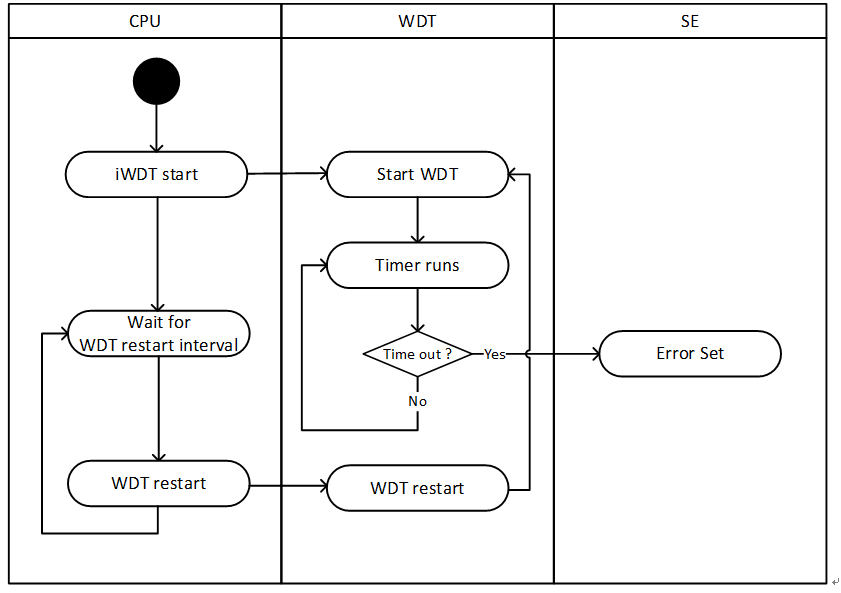 CPU
WDT
SE
iWDT start
Start WDT
Timer runs
Wait for
WDT restart interval
Time out ?
Yes
Error Set
No
WDT restart
WDT restart